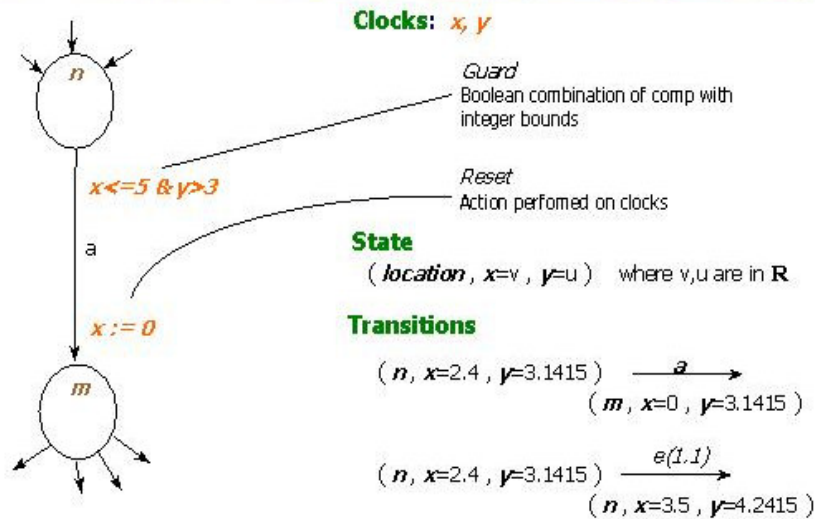 Clocks: x, y
n
Guard
Boolean combination of comp with
integer bounds
x<=5 & y>3
Reset
Action perfomed on clocks
a
State
( location , x=v , y=u ) where v,u are in R
x := 0
Transitions
m
( n , x=2.4 , y=3.1415 ) a
( m , x=0 , y=3.1415 )
( n , x=2.4 , y=3.1415 ) e(1.1)
( n , x=3.5 , y=4.2415 )